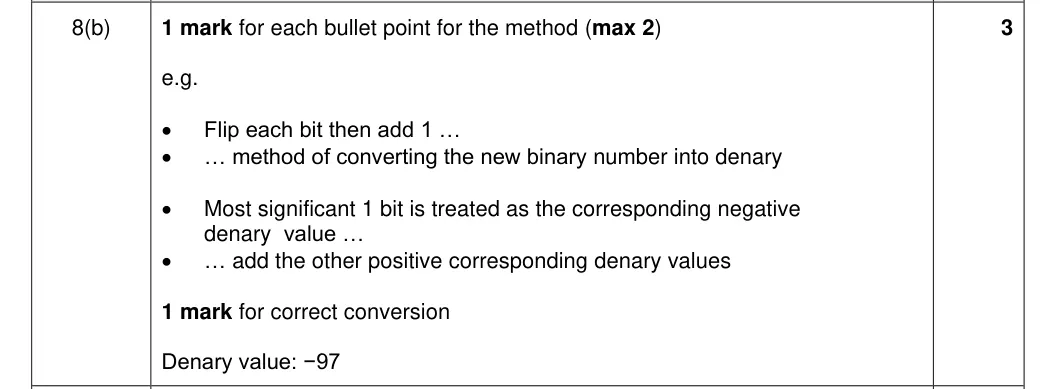 8(b) 1 mark for each bullet point for the method (max 2) 3
e.g.
• Flip each bit then add 1 …
• … method of converting the new binary number into denary
• Most significant 1 bit is treated as the corresponding negative
denary value …
• … add the other positive corresponding denary values
1 mark for correct conversion
Denary value: −97